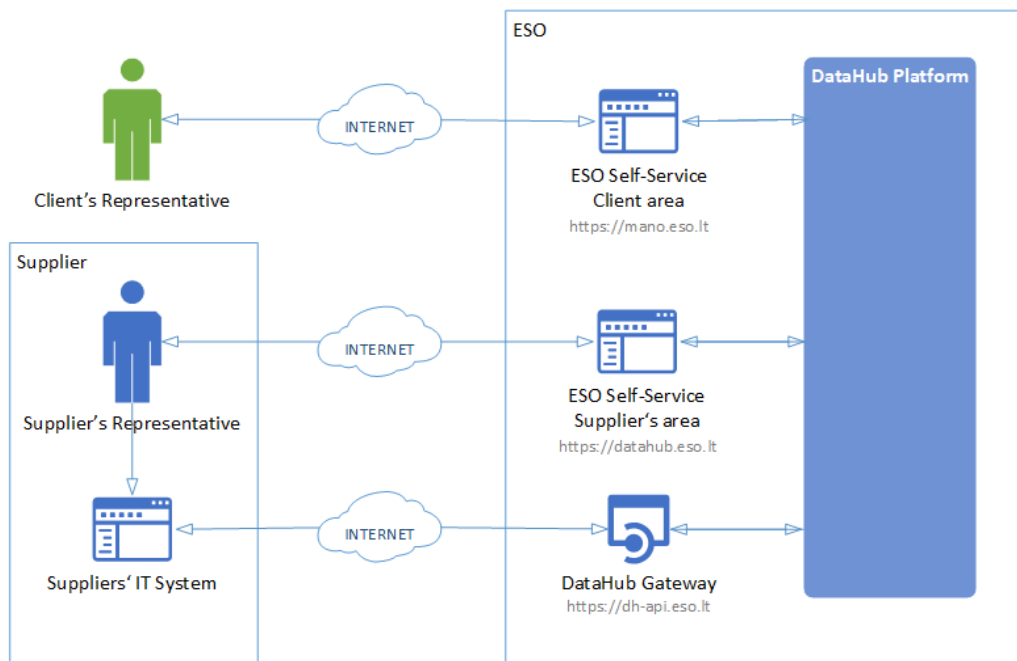 ESO
DataHub Platform
INTERNET
Client’s Representative
ESO Self-Service
Client area
https://mano.eso.lt
Supplier
INTERNET
Supplier’s Representative
ESO Self-Service
Supplier‘s area
https://datahub.eso.lt
INTERNET
Suppliers‘ IT System
DataHub Gateway
https://dh-api.eso.lt